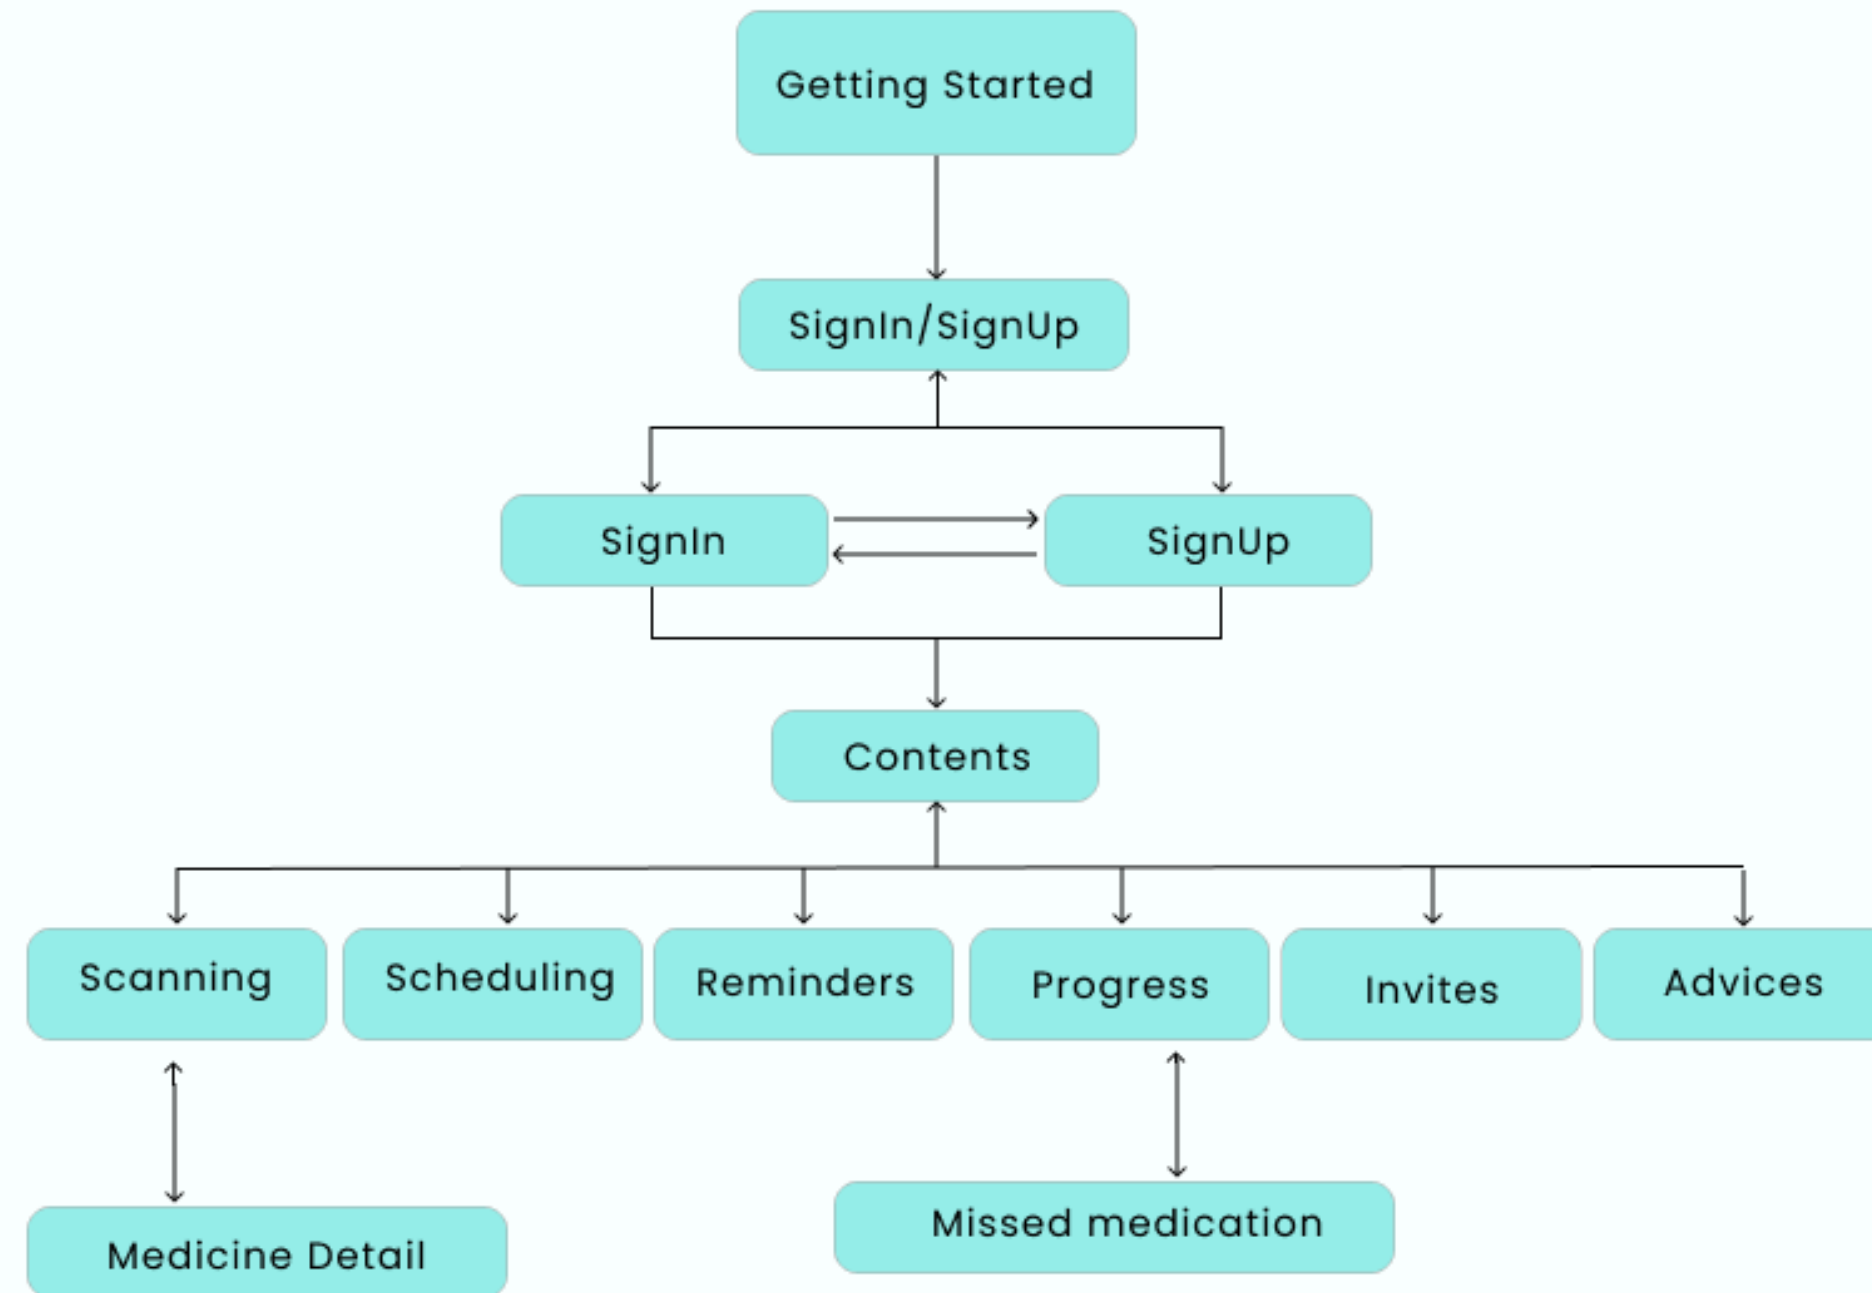 Getting Started
SignIn/SignUp
SignIn
SignUp
Contents
Scanning
Scheduling
Reminders
Progress
Invites
Advices
Missed medication
Medicine Detail